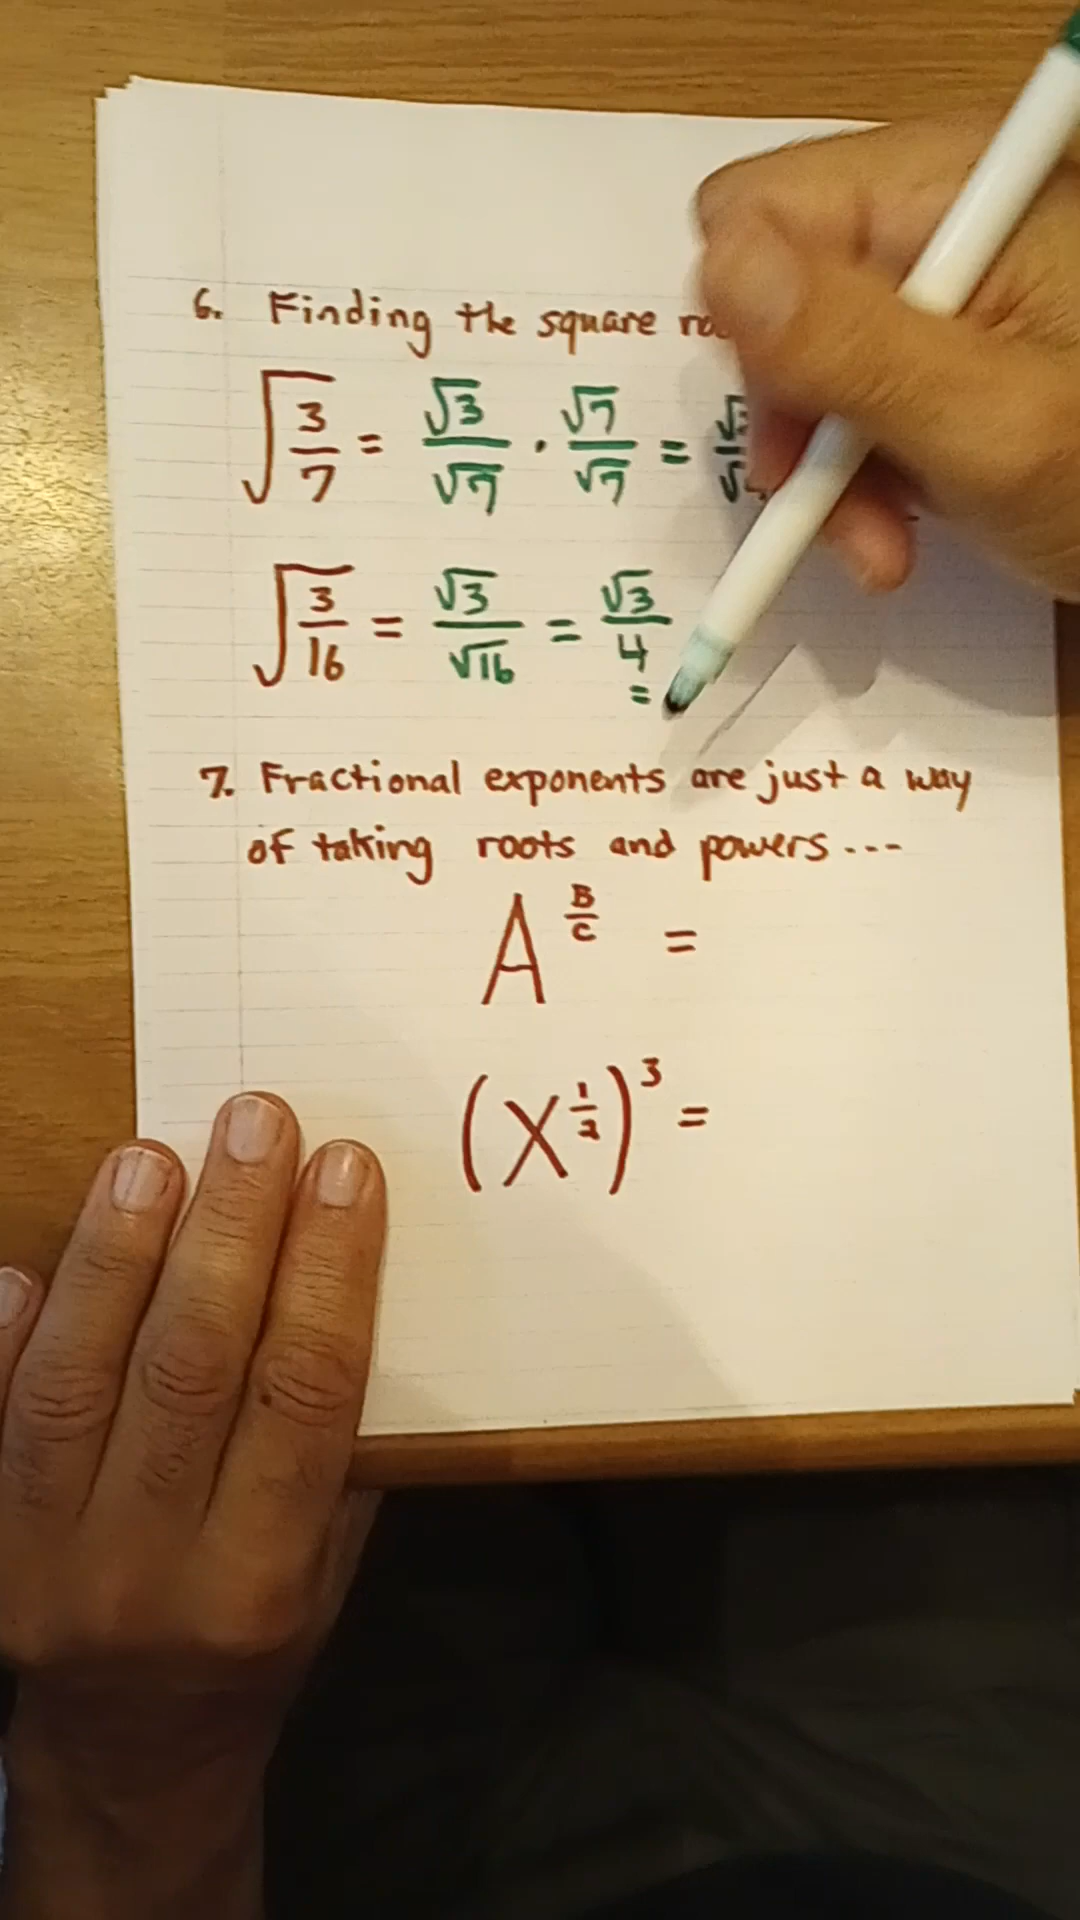 6. Finding the square
√(3/7) = √3/√7 · √7/√7 =
√(3/16) = √3/√16 = √3/4
=
7. Fractional exponents are just a way
of taking roots and powers ---
A^(B/C) =
(X^(1/2))^3 =